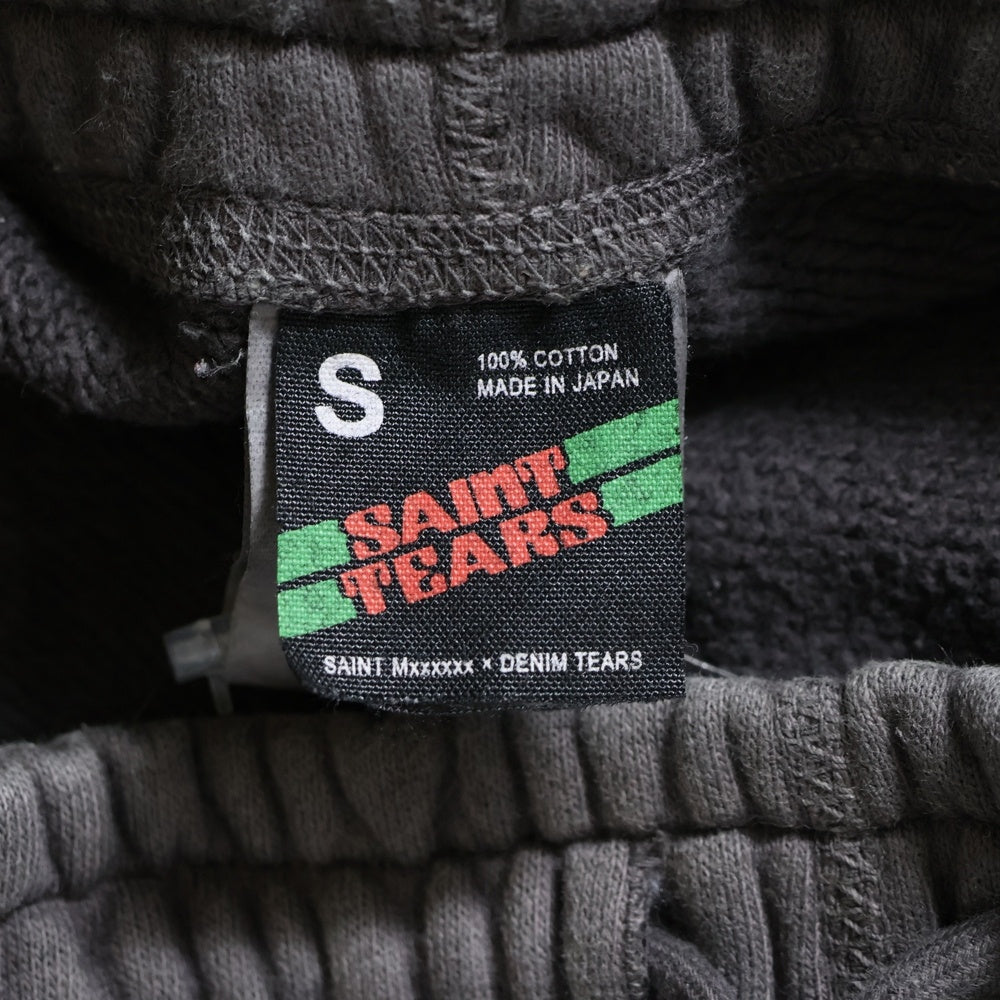 S
100% COTTON
MADE IN JAPAN
SAINT
TEARS
SAINT Mxxxxxx × DENIM TEARS